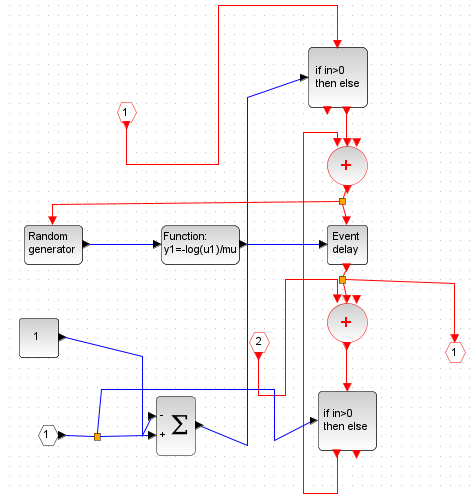 if in>0
then else
1
+
Random
generator
Function:
y1=-log(u1)/mu
Event
delay
+
1
2
1
if in>0
then else
1
-
+
Σ